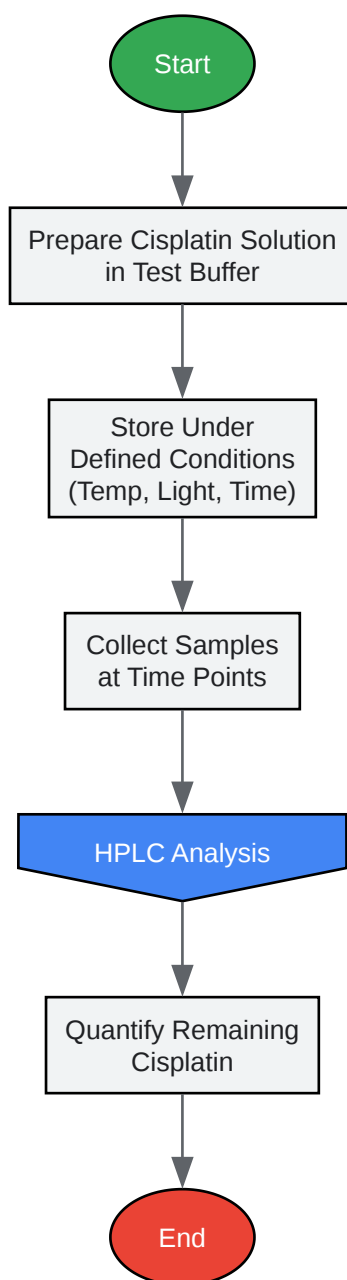 Start
Prepare Cisplatin Solution
in Test Buffer
Store Under
Defined Conditions
(Temp, Light, Time)
Collect Samples
at Time Points
HPLC Analysis
Quantify Remaining
Cisplatin
End